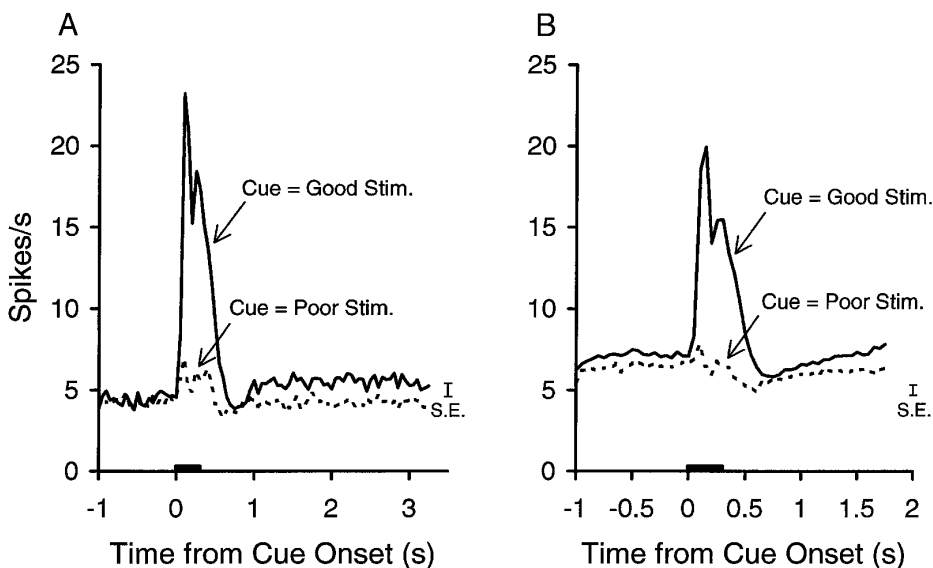 A
25
20
15
10
5
0
Spikes/s
Cue = Good Stim.
Cue = Poor Stim.
S.E.
-1 0 1 2 3
Time from Cue Onset (s)
B
25
20
15
10
5
0
Cue = Good Stim.
Cue = Poor Stim.
S.E.
-1 -0.5 0 0.5 1 1.5 2
Time from Cue Onset (s)